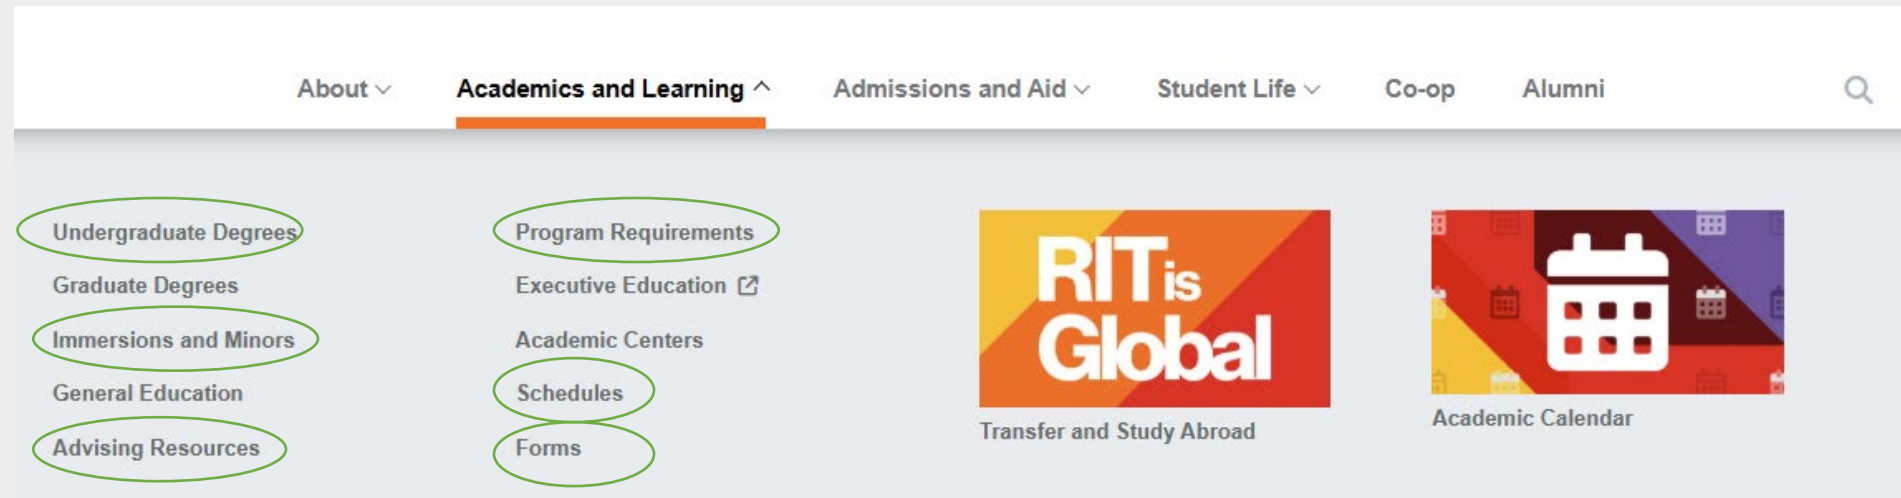 About
Academics and Learning
Admissions and Aid
Student Life
Co-op
Alumni
Undergraduate Degrees
Graduate Degrees
Immersions and Minors
General Education
Advising Resources
Program Requirements
Executive Education
Academic Centers
Schedules
Forms
RIT is
Global
Transfer and Study Abroad
Academic Calendar